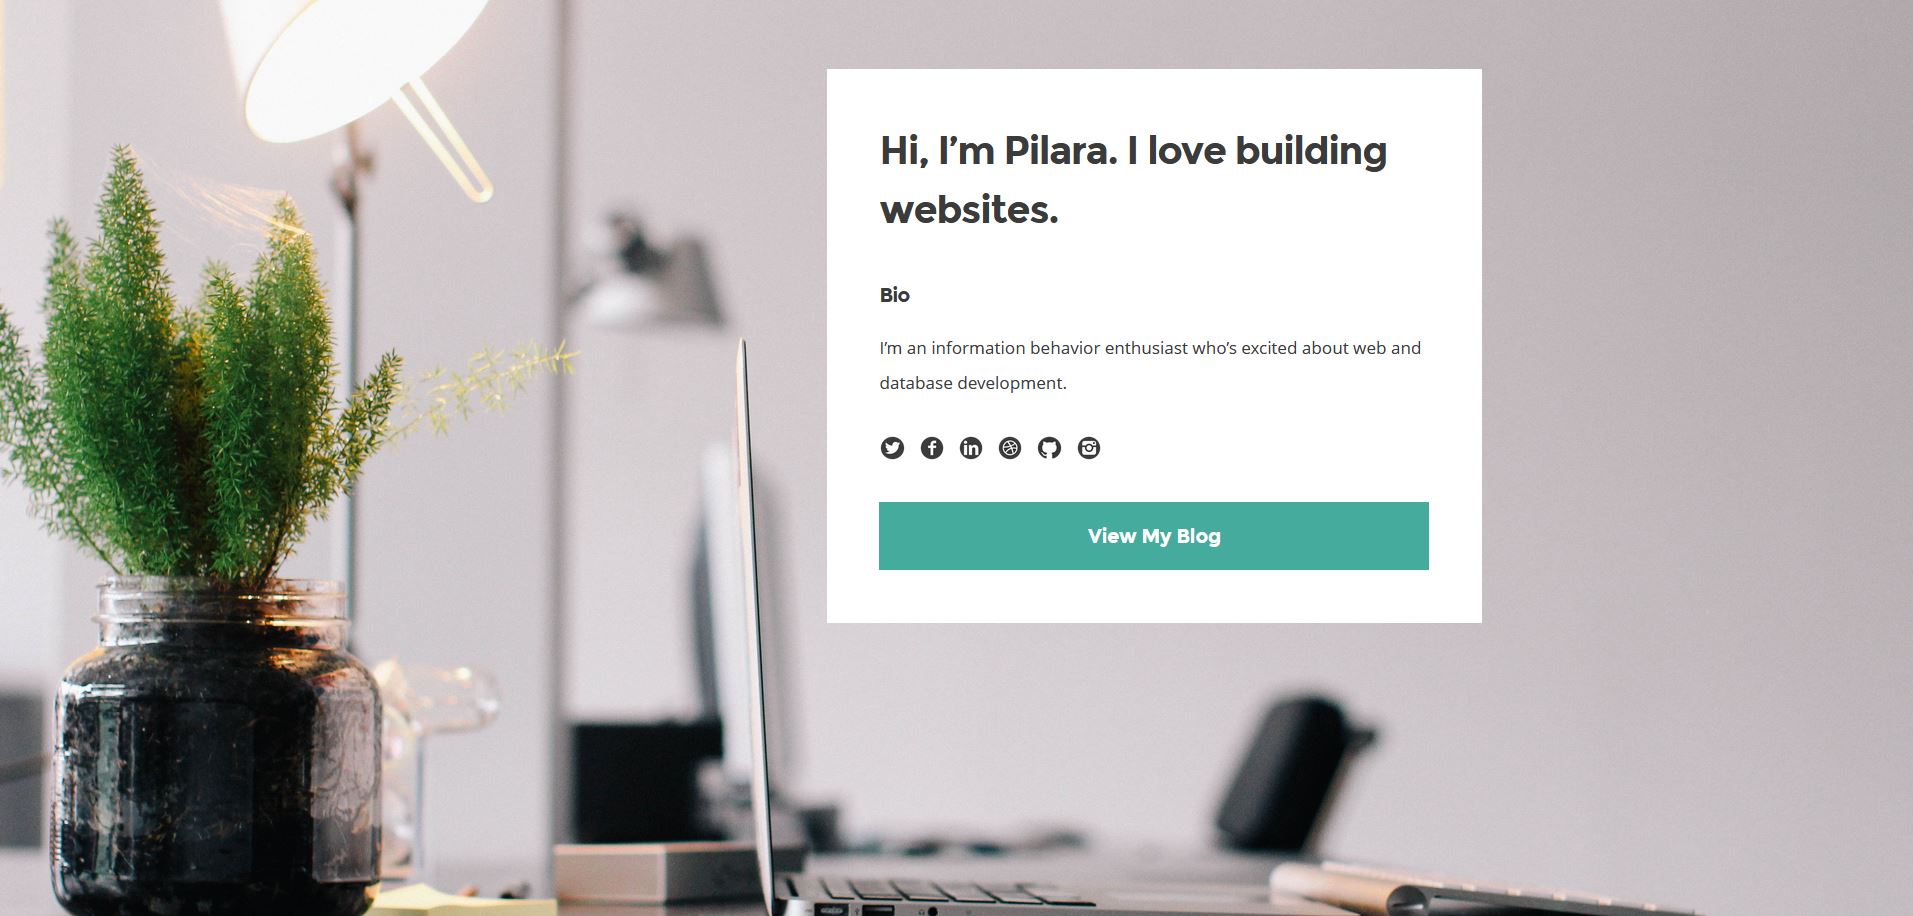 Hi, I’m Pilara. I love building
websites.
Bio
I’m an information behavior enthusiast who’s excited about web and
database development.
View My Blog